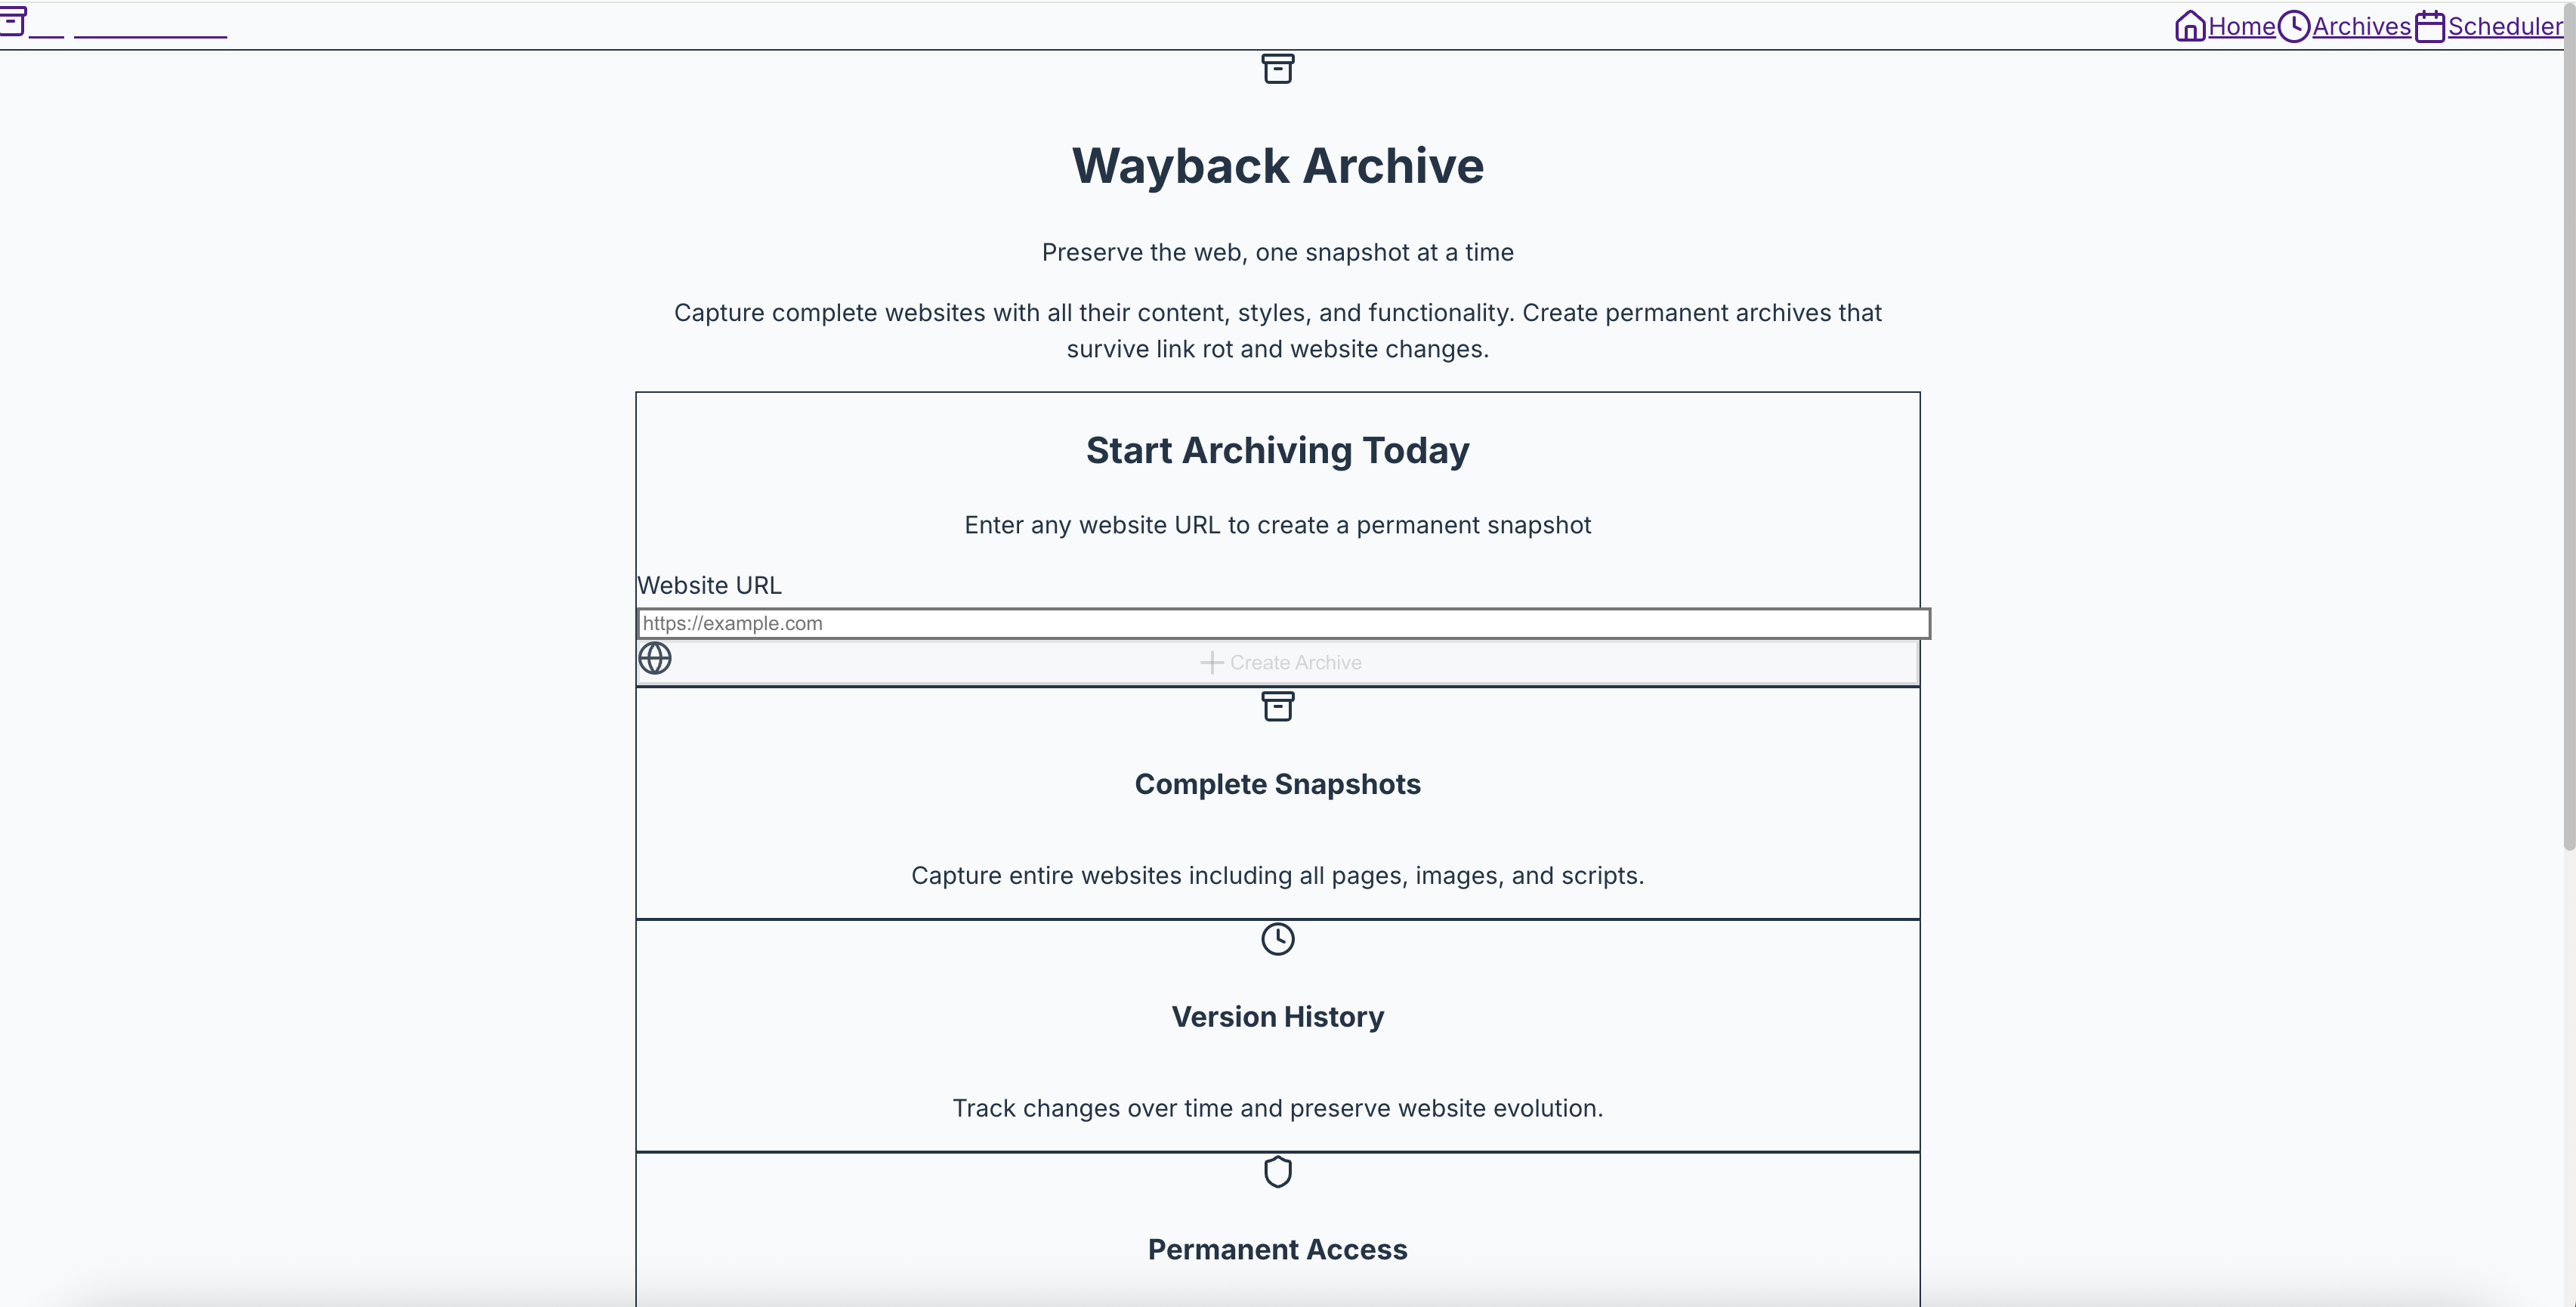 Home Archives Scheduler
Wayback Archive
Preserve the web, one snapshot at a time
Capture complete websites with all their content, styles, and functionality. Create permanent archives that
survive link rot and website changes.
Start Archiving Today
Enter any website URL to create a permanent snapshot
Website URL
https://example.com
Create Archive
Complete Snapshots
Capture entire websites including all pages, images, and scripts.
Version History
Track changes over time and preserve website evolution.
Permanent Access